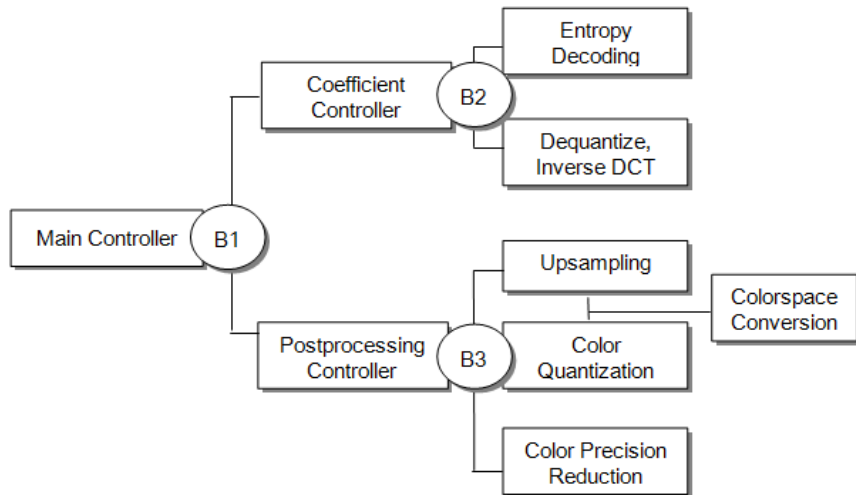 Entropy
Decoding
Coefficient
Controller
B2
Dequantize,
Inverse DCT
Main Controller
B1
Upsampling
Colorspace
Conversion
Postprocessing
Controller
B3
Color
Quantization
Color Precision
Reduction